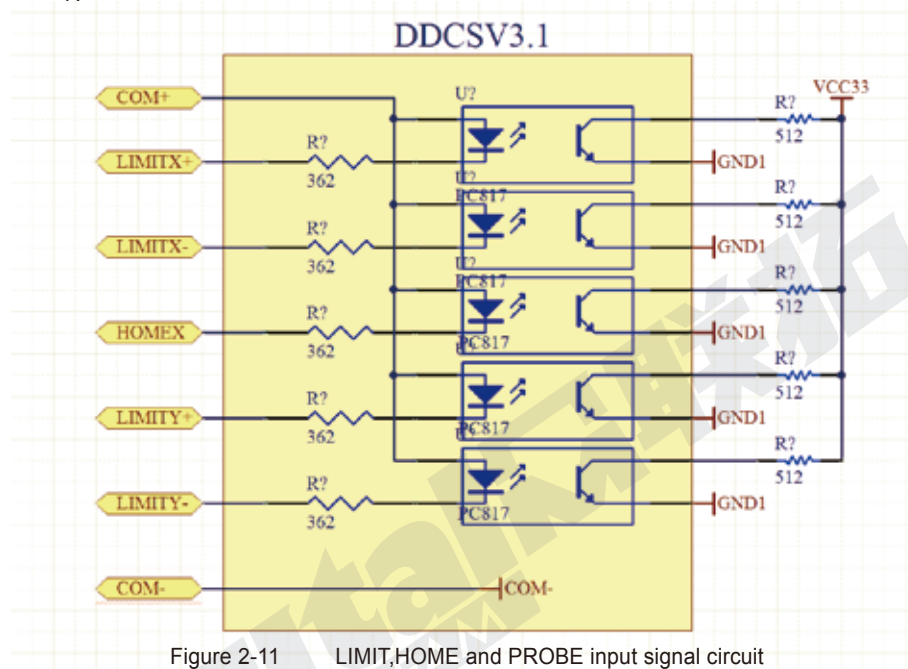 DDCSV3.1
COM+
U?
VCC33
R?
512
LIMITX+
R?
362
GND1
U?
PC817
R?
512
LIMITX-
R?
362
GND1
U?
PC817
R?
512
HOMEX
R?
362
GND1
PC817
R?
512
LIMITY+
R?
362
GND1
PC817
R?
512
LIMITY-
R?
362
GND1
PC817
COM-
COM-
Figure 2-11 LIMIT,HOME and PROBE input signal circuit